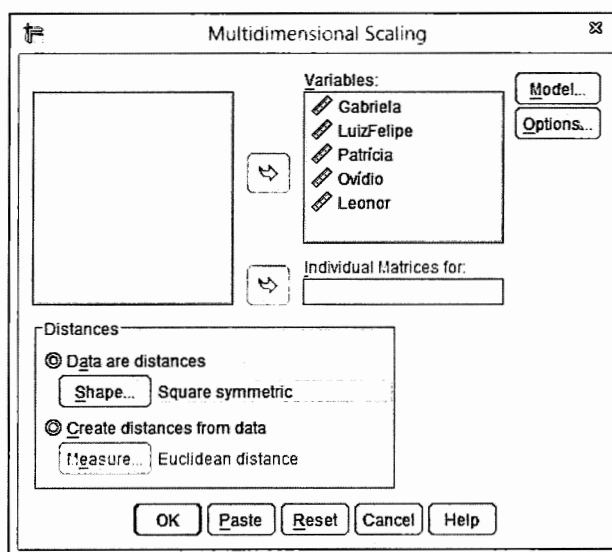 Multidimensional Scaling
Variables:
Gabriela
LuizFelipe
Patrícia
Ovídio
Leonor
Model...
Options...
Individual Matrices for:
Distances
Data are distances
Shape... Square symmetric
Create distances from data
Measure... Euclidean distance
OK Paste Reset Cancel Help